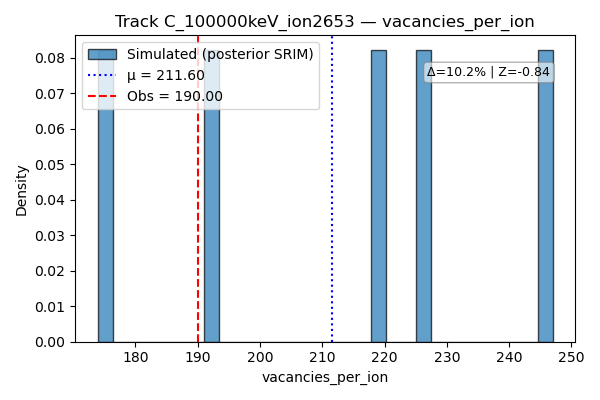 Track C_100000keV_ion2653 — vacancies_per_ion
Simulated (posterior SRIM)
μ = 211.60
Obs = 190.00
Δ=10.2% | Z=-0.84
Density
0.08
0.07
0.06
0.05
0.04
0.03
0.02
0.01
0.00
180 190 200 210 220 230 240 250
vacancies_per_ion